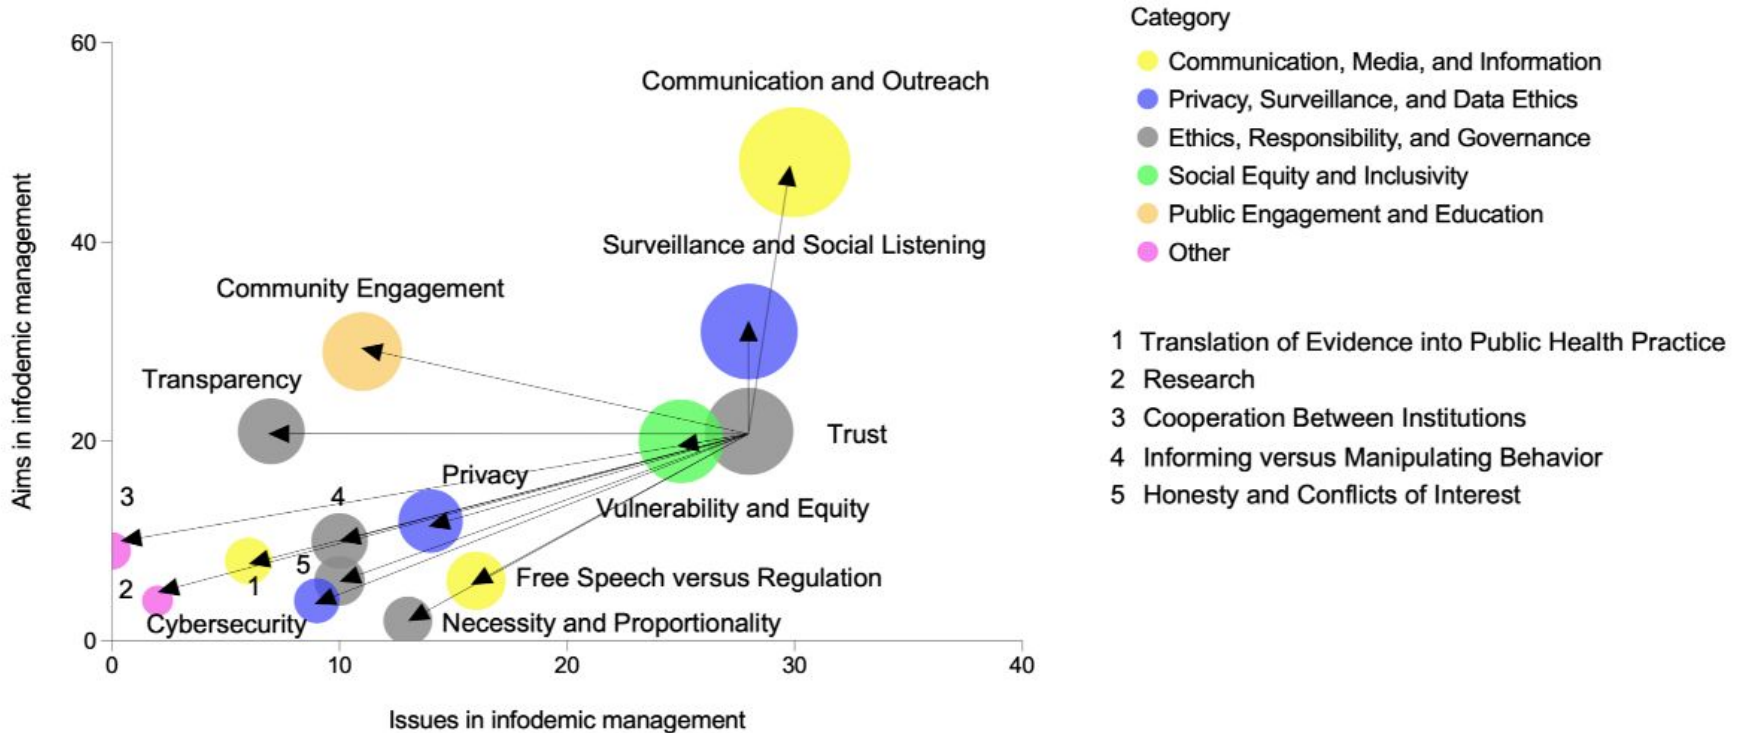 Category
Communication, Media, and Information
Privacy, Surveillance, and Data Ethics
Ethics, Responsibility, and Governance
Social Equity and Inclusivity
Public Engagement and Education
Other
1 Translation of Evidence into Public Health Practice
2 Research
3 Cooperation Between Institutions
4 Informing versus Manipulating Behavior
5 Honesty and Conflicts of Interest
Aims in infodemic management
60
40
20
0
Communication and Outreach
Surveillance and Social Listening
Community Engagement
Transparency
Trust
Privacy
3
4
Vulnerability and Equity
5
Free Speech versus Regulation
2
1
Cybersecurity
Necessity and Proportionality
0
10
20
30
40
Issues in infodemic management